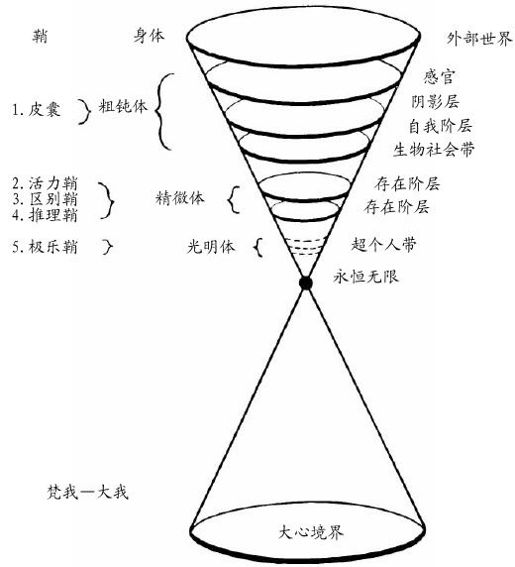 鞘 身体 外部世界
感官
1. 皮囊 粗钝体 阴影层
自我阶层
生物社会带
2. 活力鞘 存在阶层
3. 区别鞘 精微体
4. 推理鞘 存在阶层
5. 极乐鞘 光明体 超个人带
永恒无限
梵我—大我
大心境界